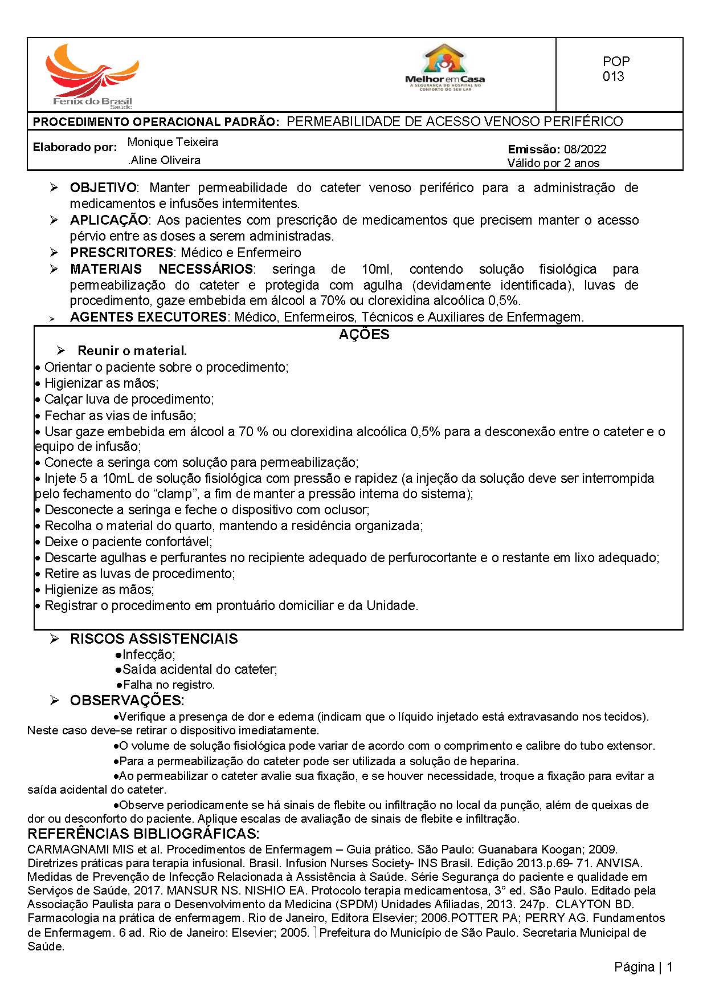 Fenix do Brasil
Saúde
Melhor em Casa
A SEGURANÇA DO HOSPITAL NO
CONFORTO DO SEU LAR
POP
013
PROCEDIMENTO OPERACIONAL PADRÃO: PERMEABILIDADE DE ACESSO VENOSO PERIFÉRICO
Elaborado por: Monique Teixeira
.Aline Oliveira
Emissão: 08/2022
Válido por 2 anos
➢ OBJETIVO: Manter permeabilidade do cateter venoso periférico para a administração de
medicamentos e infusões intermitentes.
➢ APLICAÇÃO: Aos pacientes com prescrição de medicamentos que precisem manter o acesso
pérvio entre as doses a serem administradas.
➢ PRESCRITORES: Médico e Enfermeiro
➢ MATERIAIS NECESSÁRIOS: seringa de 10ml, contendo solução fisiológica para
permeabilização do cateter e protegida com agulha (devidamente identificada), luvas de
procedimento, gaze embebida em álcool a 70% ou clorexidina alcoólica 0,5%.
➢ AGENTES EXECUTORES: Médico, Enfermeiros, Técnicos e Auxiliares de Enfermagem.
AÇÕES
➢ Reunir o material.
• Orientar o paciente sobre o procedimento;
• Higienizar as mãos;
• Calçar luva de procedimento;
• Fechar as vias de infusão;
• Usar gaze embebida em álcool a 70 % ou clorexidina alcoólica 0,5% para a desconexão entre o cateter e o
equipo de infusão;
• Conecte a seringa com solução para permeabilização;
• Injete 5 a 10mL de solução fisiológica com pressão e rapidez (a injeção da solução deve ser interrompida
pelo fechamento do “clamp”, a fim de manter a pressão interna do sistema);
• Desconecte a seringa e feche o dispositivo com oclusor;
• Recolha o material do quarto, mantendo a residência organizada;
• Deixe o paciente confortável;
• Descarte agulhas e perfurantes no recipiente adequado de perfurocortante e o restante em lixo adequado;
• Retire as luvas de procedimento;
• Higienize as mãos;
• Registrar o procedimento em prontuário domiciliar e da Unidade.
➢ RISCOS ASSISTENCIAIS
●Infecção;
●Saída acidental do cateter;
●Falha no registro.
➢ OBSERVAÇÕES:
•Verifique a presença de dor e edema (indicam que o líquido injetado está extravasando nos tecidos).
Neste caso deve-se retirar o dispositivo imediatamente.
•O volume de solução fisiológica pode variar de acordo com o comprimento e calibre do tubo extensor.
•Para a permeabilização do cateter pode ser utilizada a solução de heparina.
•Ao permeabilizar o cateter avalie sua fixação, e se houver necessidade, troque a fixação para evitar a
saída acidental do cateter.
•Observe periodicamente se há sinais de flebite ou infiltração no local da punção, além de queixas de
dor ou desconforto do paciente. Aplique escalas de avaliação de sinais de flebite e infiltração.
REFERÊNCIAS BIBLIOGRÁFICAS:
CARMAGNAMI MIS et al. Procedimentos de Enfermagem – Guia prático. São Paulo: Guanabara Koogan; 2009.
Diretrizes práticas para terapia infusional. Brasil. Infusion Nurses Society- INS Brasil. Edição 2013.p.69- 71. ANVISA.
Medidas de Prevenção de Infecção Relacionada à Assistência à Saúde. Série Segurança do paciente e qualidade em
Serviços de Saúde, 2017. MANSUR NS. NISHIO EA. Protocolo terapia medicamentosa, 3° ed. São Paulo. Editado pela
Associação Paulista para o Desenvolvimento da Medicina (SPDM) Unidades Afiliadas, 2013. 247p. CLAYTON BD.
Farmacologia na prática de enfermagem. Rio de Janeiro, Editora Elsevier; 2006.POTTER PA; PERRY AG. Fundamentos
de Enfermagem. 6 ad. Rio de Janeiro: Elsevier; 2005. ⎫Prefeitura do Município de São Paulo. Secretaria Municipal de
Saúde.
Página | 1